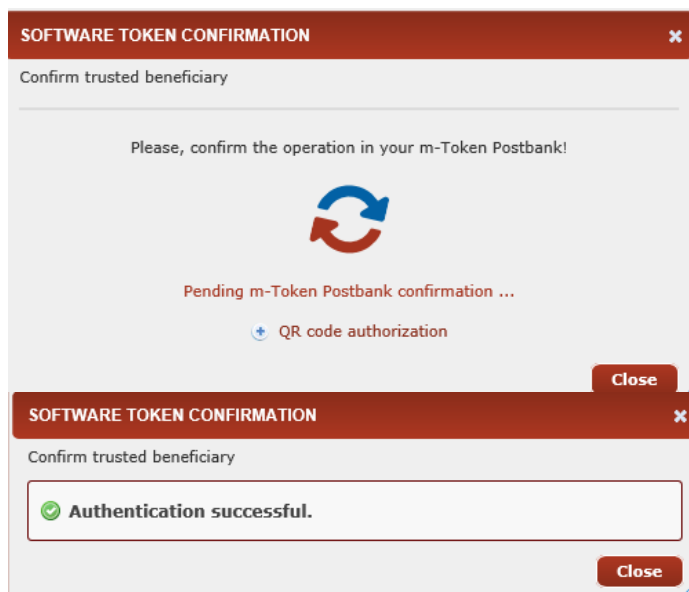 SOFTWARE TOKEN CONFIRMATION
Confirm trusted beneficiary
Please, confirm the operation in your m-Token Postbank!
Pending m-Token Postbank confirmation ...
QR code authorization
Close
SOFTWARE TOKEN CONFIRMATION
Confirm trusted beneficiary
Authentication successful.
Close